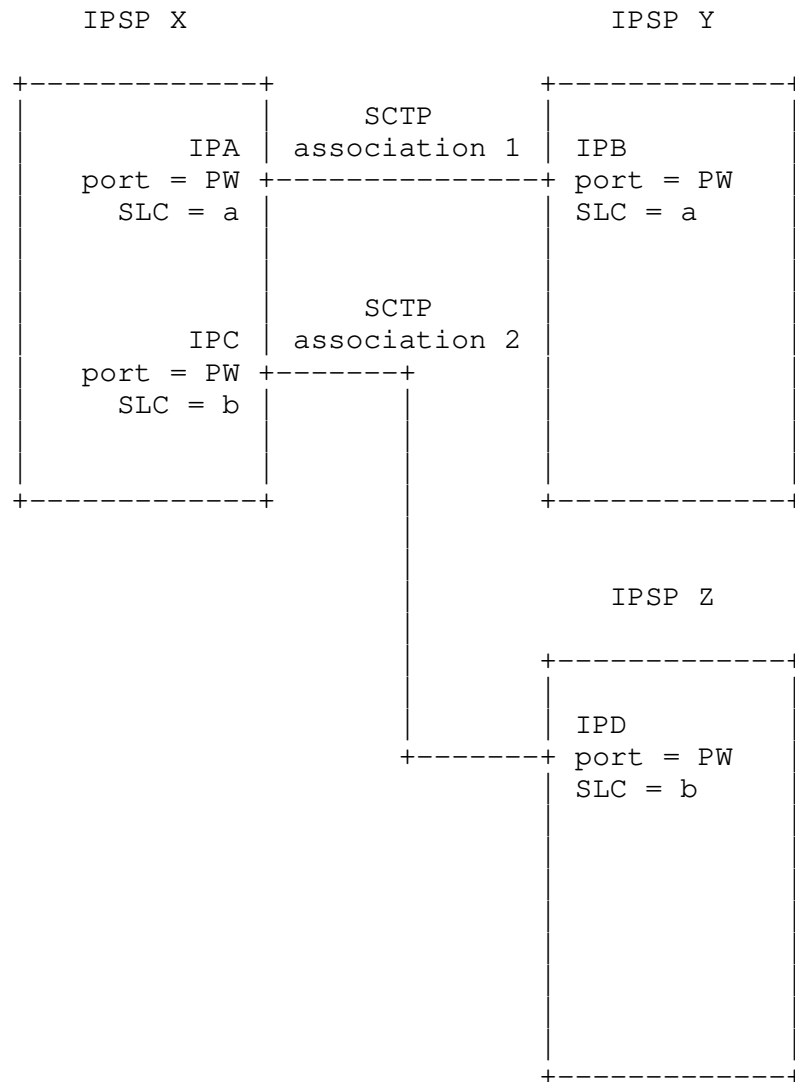 IPSP X IPSP Y
SCTP
IPA association 1 IPB
port = PW port = PW
SLC = a SLC = a
SCTP
IPC association 2
port = PW
SLC = b
IPSP Z
IPD
port = PW
SLC = b